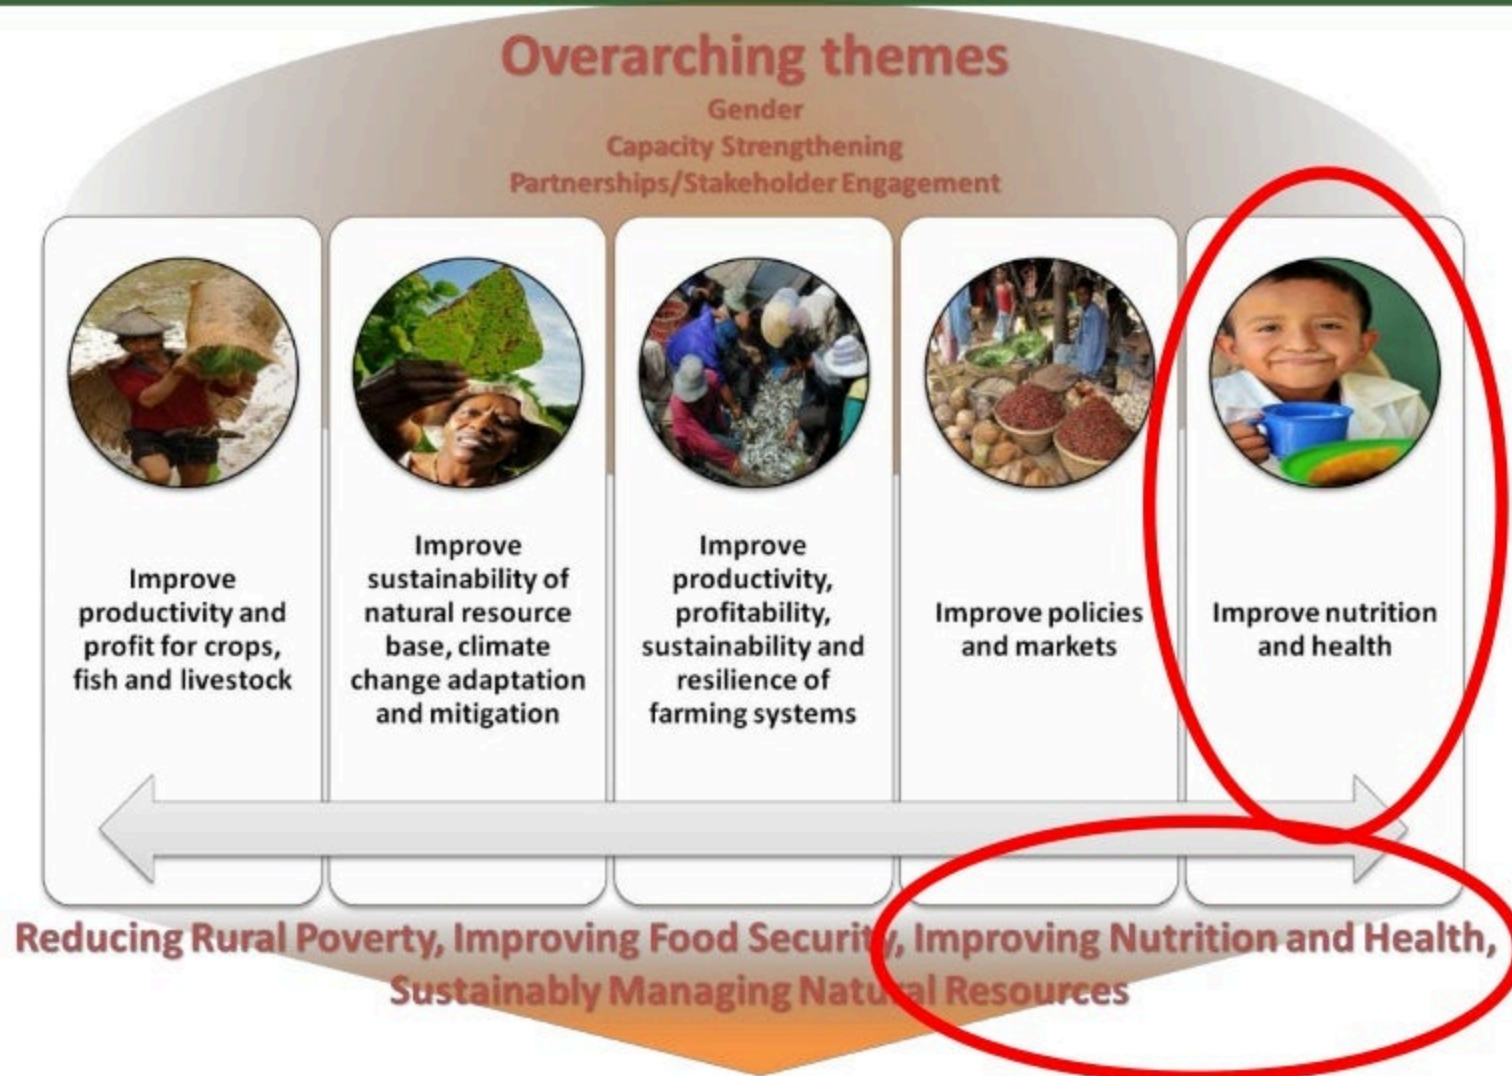 Overarching themes
Gender
Capacity Strengthening
Partnerships/Stakeholder Engagement
Improve
productivity and
profit for crops,
fish and livestock
Improve
sustainability of
natural resource
base, climate
change adaptation
and mitigation
Improve
productivity,
profitability,
sustainability and
resilience of
farming systems
Improve policies
and markets
Improve nutrition
and health
Reducing Rural Poverty, Improving Food Security, Improving Nutrition and Health,
Sustainably Managing Natural Resources